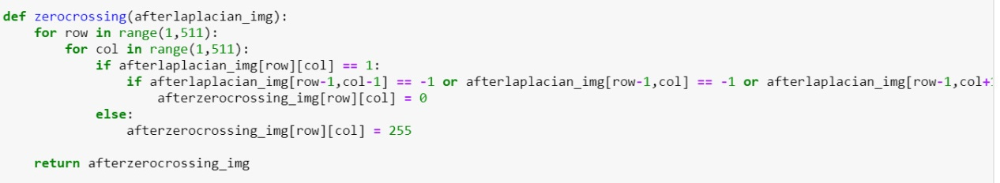 def zerocrossing(afterlaplacian_img):
    for row in range(1,511):
        for col in range(1,511):
            if afterlaplacian_img[row][col] == 1:
                if afterlaplacian_img[row-1,col-1] == -1 or afterlaplacian_img[row-1,col] == -1 or afterlaplacian_img[row-1,col+
                    afterzerocrossing_img[row][col] = 0
            else:
                afterzerocrossing_img[row][col] = 255
    return afterzerocrossing_img